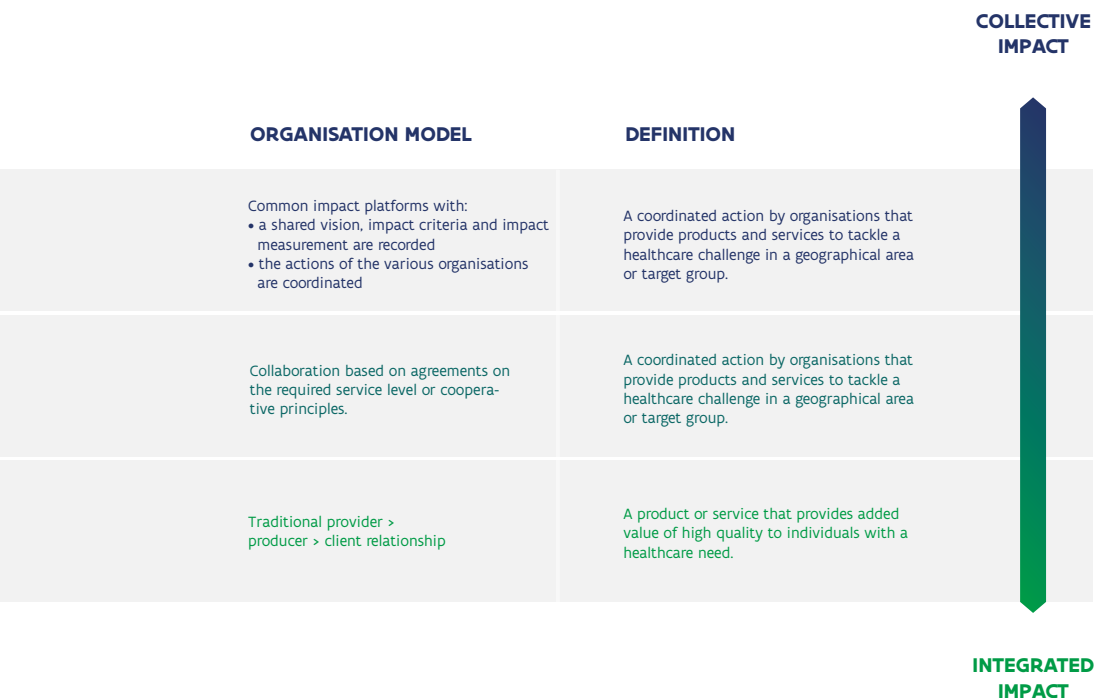 COLLECTIVE
IMPACT
ORGANISATION MODEL
DEFINITION
Common impact platforms with:
• a shared vision, impact criteria and impact
measurement are recorded
• the actions of the various organisations
are coordinated
A coordinated action by organisations that
provide products and services to tackle a
healthcare challenge in a geographical area
or target group.
Collaboration based on agreements on
the required service level or coopera-
tive principles.
A coordinated action by organisations that
provide products and services to tackle a
healthcare challenge in a geographical area
or target group.
Traditional provider >
producer > client relationship
A product or service that provides added
value of high quality to individuals with a
healthcare need.
INTEGRATED
IMPACT